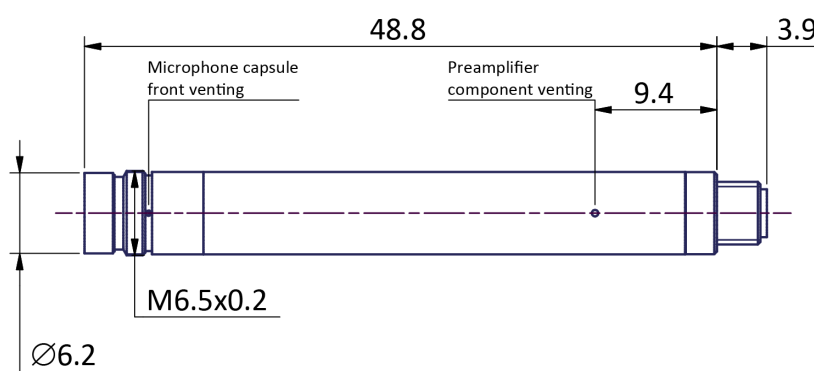 48.8
3.9
Microphone capsule
front venting
Preamplifier
component venting
9.4
M6.5x0.2
∅6.2